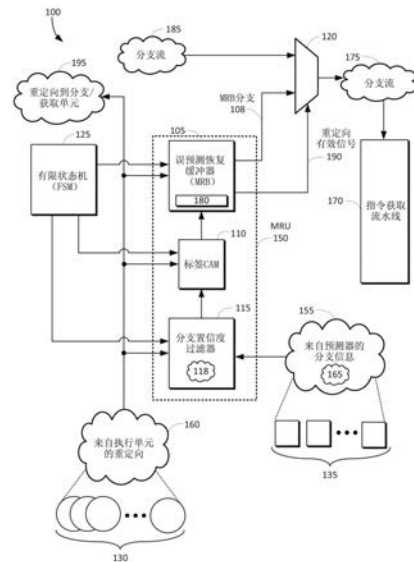 100
185
分支流
120
195
重定向到分支/
获取单元
175
分支流
MRB分支
108
125
有限状态机
(FSM)
105
误预测恢复
缓冲器
(MRB)
180
重定向
有效信号
190
170
指令获取
流水线
MRU
150
110
标签CAM
115
分支置信度
过滤器
118
155
来自预测器的
分支信息
165
160
来自执行单元
的重定向
135
130